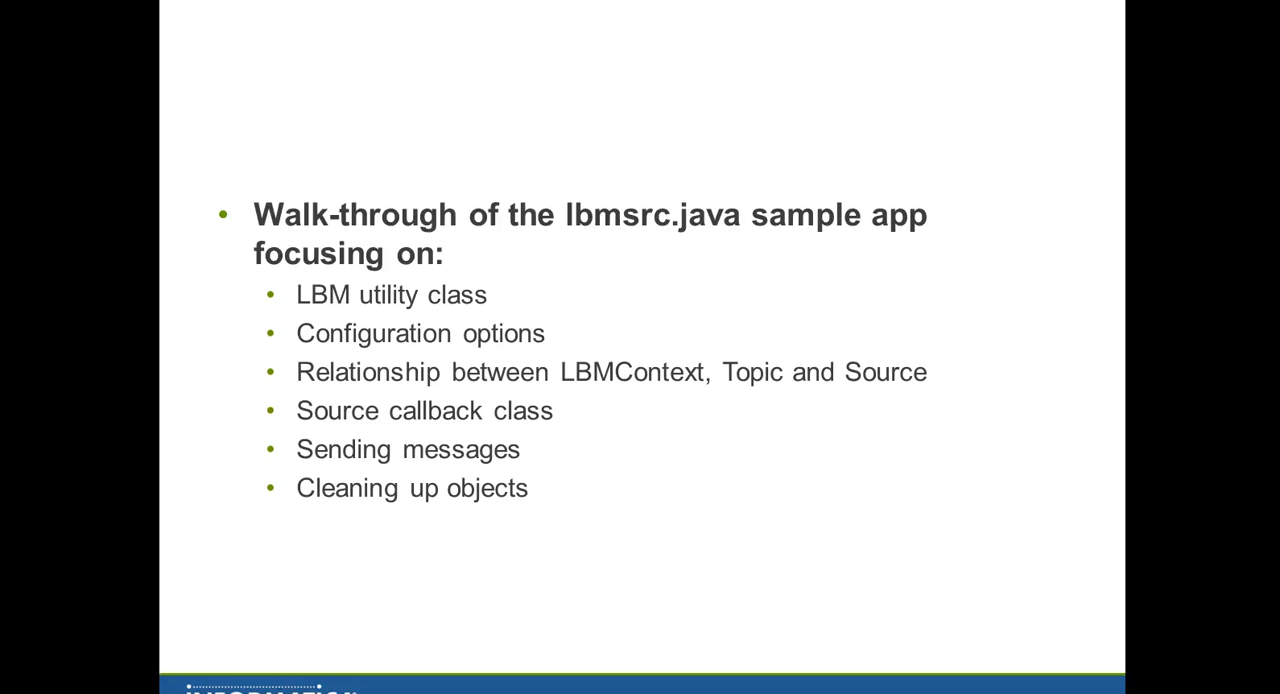 • Walk-through of the lbmsrc.java sample app
focusing on:
• LBM utility class
• Configuration options
• Relationship between LBMContext, Topic and Source
• Source callback class
• Sending messages
• Cleaning up objects